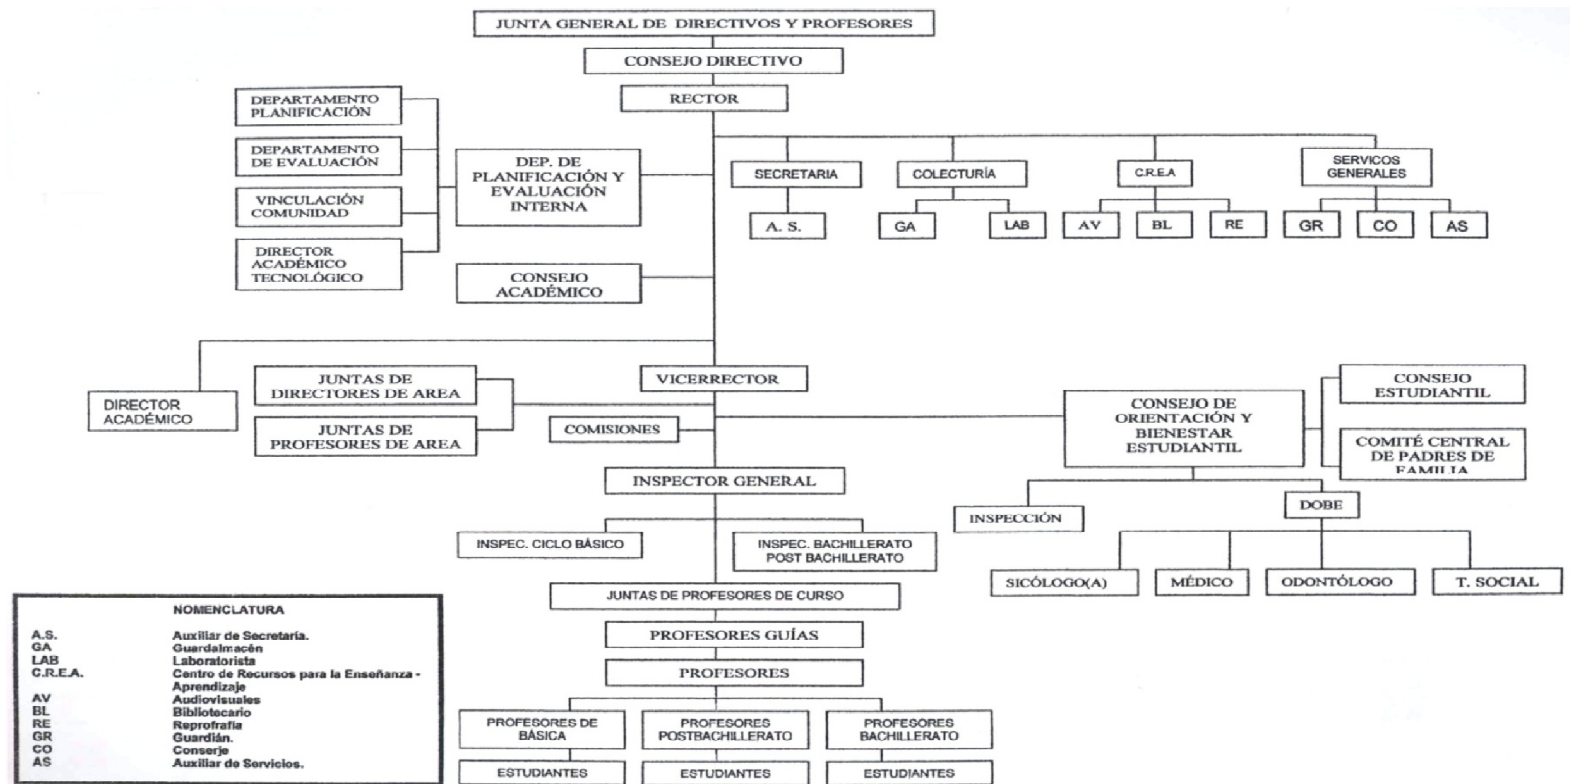 JUNTA GENERAL DE DIRECTIVOS Y PROFESORES
CONSEJO DIRECTIVO
RECTOR
DEPARTAMENTO
PLANIFICACIÓN
DEPARTAMENTO
DE EVALUACIÓN
VINCULACIÓN
COMUNIDAD
DIRECTOR
ACADÉMICO
TECNOLÓGICO
DEP. DE
PLANIFICACIÓN Y
EVALUACIÓN
INTERNA
CONSEJO
ACADÉMICO
SECRETARIA
COLECTURÍA
C.R.E.A
SERVICOS
GENERALES
A. S.
GA
LAB
AV
BL
RE
GR
CO
AS
DIRECTOR
ACADÉMICO
JUNTAS DE
DIRECTORES DE AREA
JUNTAS DE
PROFESORES DE AREA
VICERRECTOR
COMISIONES
CONSEJO DE
ORIENTACIÓN Y
BIENESTAR
ESTUDIANTIL
CONSEJO
ESTUDIANTIL
COMITÉ CENTRAL
DE PADRES DE
FAMILIA
INSPECTOR GENERAL
INSPECCIÓN
DOBE
INSPEC. CICLO BÁSICO
INSPEC. BACHILLERATO
POST BACHILLERATO
SICÓLOGO(A)
MÉDICO
ODONTÓLOGO
T. SOCIAL
JUNTAS DE PROFESORES DE CURSO
PROFESORES GUÍAS
PROFESORES
PROFESORES DE
BÁSICA
PROFESORES
POSTBACHILLERATO
PROFESORES
BACHILLERATO
ESTUDIANTES
ESTUDIANTES
ESTUDIANTES
NOMENCLATURA
A.S. Auxiliar de Secretaría.
GA Guardalmacén
LAB Laboratorista
C.R.E.A. Centro de Recursos para la Enseñanza -
Aprendizaje
AV Audiovisuales
BL Bibliotecario
RE Reprofrafía
GR Guardián.
CO Conserje
AS Auxiliar de Servicios.